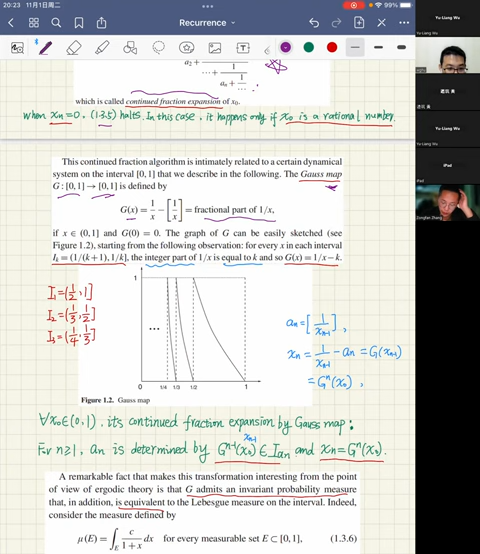 20:23 11月1日周二
99%
Recurrence
Yu-Liang Wu
Yu-Liang Wu
a₂ +
1
⋯ +
1
aₙ + ⋯
which is called continued fraction expansion of x₀.
When xₙ=0, (1.3.5) halts. In this case, it happens only if x₀ is a rational number.
This continued fraction algorithm is intimately related to a certain dynamical
system on the interval [0, 1] that we describe in the following. The Gauss map
G : [0, 1] → [0, 1] is defined by
G(x) = 1/x − [1/x] = fractional part of 1/x,
if x ∈ (0, 1] and G(0) = 0. The graph of G can be easily sketched (see
Figure 1.2), starting from the following observation: for every x in each interval
Iₖ = (1/(k+1), 1/k], the integer part of 1/x is equal to k and so G(x) = 1/x − k.
I₁=(1/2, 1]
I₂=(1/3, 1/2]
I₃=(1/4, 1/3]
1
...
0 1/4 1/3 1/2 1
aₙ=[1/xₙ₋₁],
xₙ=1/xₙ₋₁ − aₙ = G(xₙ₋₁)
= Gⁿ(x₀),
Figure 1.2. Gauss map
∀x₀∈(0,1), its continued fraction expansion by Gauss map:
xₙ₋₁
For n≥1, aₙ is determined by Gⁿ⁻¹(x₀) ∈ Iₐₙ and xₙ=Gⁿ(x₀).
A remarkable fact that makes this transformation interesting from the point
of view of ergodic theory is that G admits an invariant probability measure
that, in addition, is equivalent to the Lebesgue measure on the interval. Indeed,
consider the measure defined by
μ(E) = ∫_E c/(1+x) dx for every measurable set E ⊂ [0, 1], (1.3.6)
Yu-Liang Wu
iPad
iPad
Zongfan Zheng